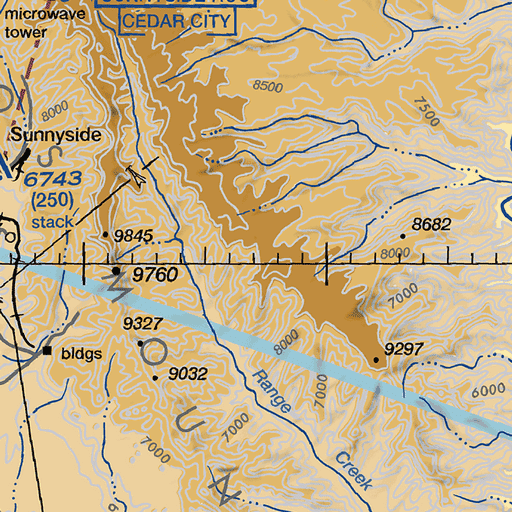 CEDAR CITY
microwave
tower
8500
8000
7500
Sunnyside
S
6743
(250)
stack
8682
9845
8000
9760
7000
M
9327
O
8000
9297
bldgs
9032
6000
Range
7000
U
7000
7000
Creek